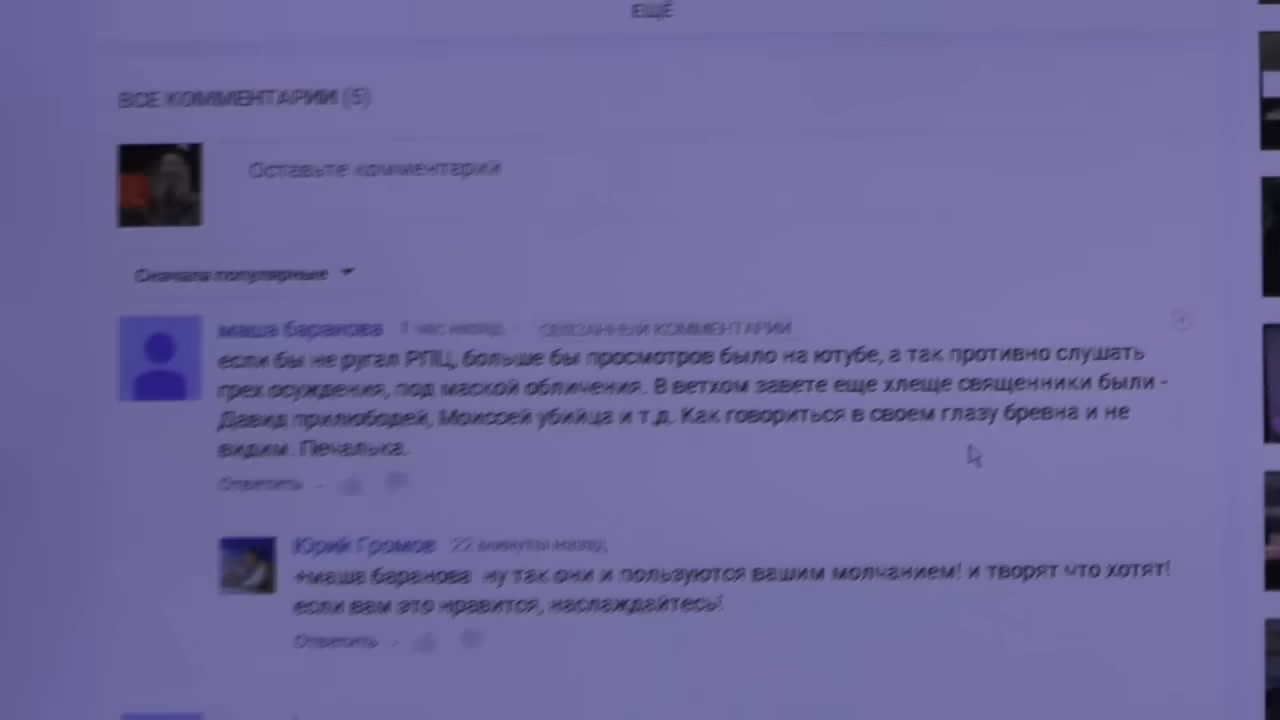 ЕЩЁ
ВСЕ КОММЕНТАРИИ (5)
Оставьте комментарий
Сначала популярные
маша баранова 1 час назад СВЯЗАННЫЙ КОММЕНТАРИЙ
если бы не ругал РПЦ, больше бы просмотров было на ютубе, а так противно слушать
грех осуждения, под маской обличения. В ветхом завете еще хлеще священники были -
Давид прилюбодей, Моиссей убийца и т.д. Как говориться в своем глазу бревна и не
видим. Печалька.
Ответить
Юрий Громов 22 минуты назад
+маша баранова ну так они и пользуются вашим молчанием! и творят что хотят!
если вам это нравится, наслаждайтесь!
Ответить